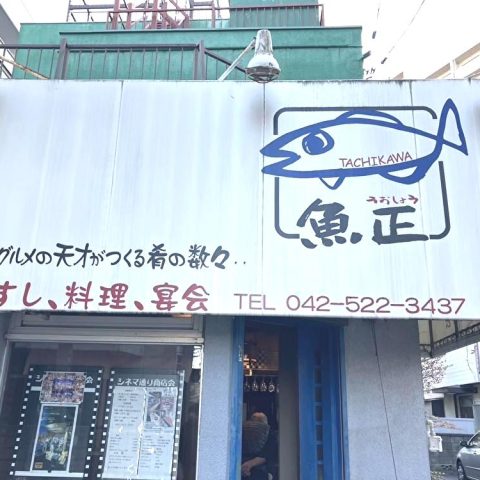 TACHIKAWA
うおしょう
魚正
グルメの天才がつくる肴の数々‥
すし、料理、宴会 TEL 042-522-3437
シネマ通り商店会